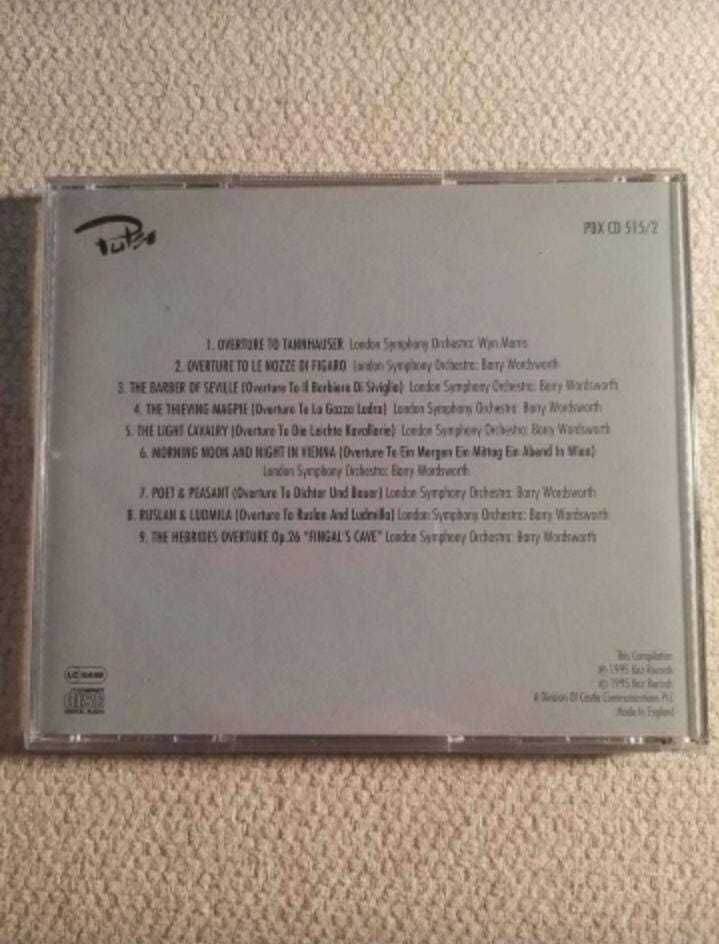 Pulse
PBX CD 515/2
1. OVERTURE TO TANNHAUSER London Symphony Orchestra: Wyn Morris
2. OVERTURE TO LE NOZZE DI FIGARO London Symphony Orchestra: Barry Wordsworth
3. THE BARBER OF SEVILLE (Overture To Il Barbiere Di Siviglia) London Symphony Orchestra: Barry Wordsworth
4. THE THIEVING MAGPIE (Overture To La Gazza Ladra) London Symphony Orchestra: Barry Wordsworth
5. THE LIGHT CAVALRY (Overture To Die Leichte Kavallerie) London Symphony Orchestra: Barry Wordsworth
6. MORNING NOON AND NIGHT IN VIENNA (Overture To Ein Morgen Ein Mittag Ein Abend In Wien)
London Symphony Orchestra: Barry Wordsworth
7. POET & PEASANT (Overture To Dichter Und Bauer) London Symphony Orchestra: Barry Wordsworth
8. RUSLAN & LUDMILA (Overture To Ruslan And Ludmilla) London Symphony Orchestra: Barry Wordsworth
9. THE HEBRIDES OVERTURE Op.26 "FINGAL'S CAVE" London Symphony Orchestra: Barry Wordsworth
This Compilation
℗ 1995 Kaz Records
© 1995 Kaz Records
A Division Of Castle Communications PLC
Made In England
LC
COMPACT
disc
DIGITAL AUDIO